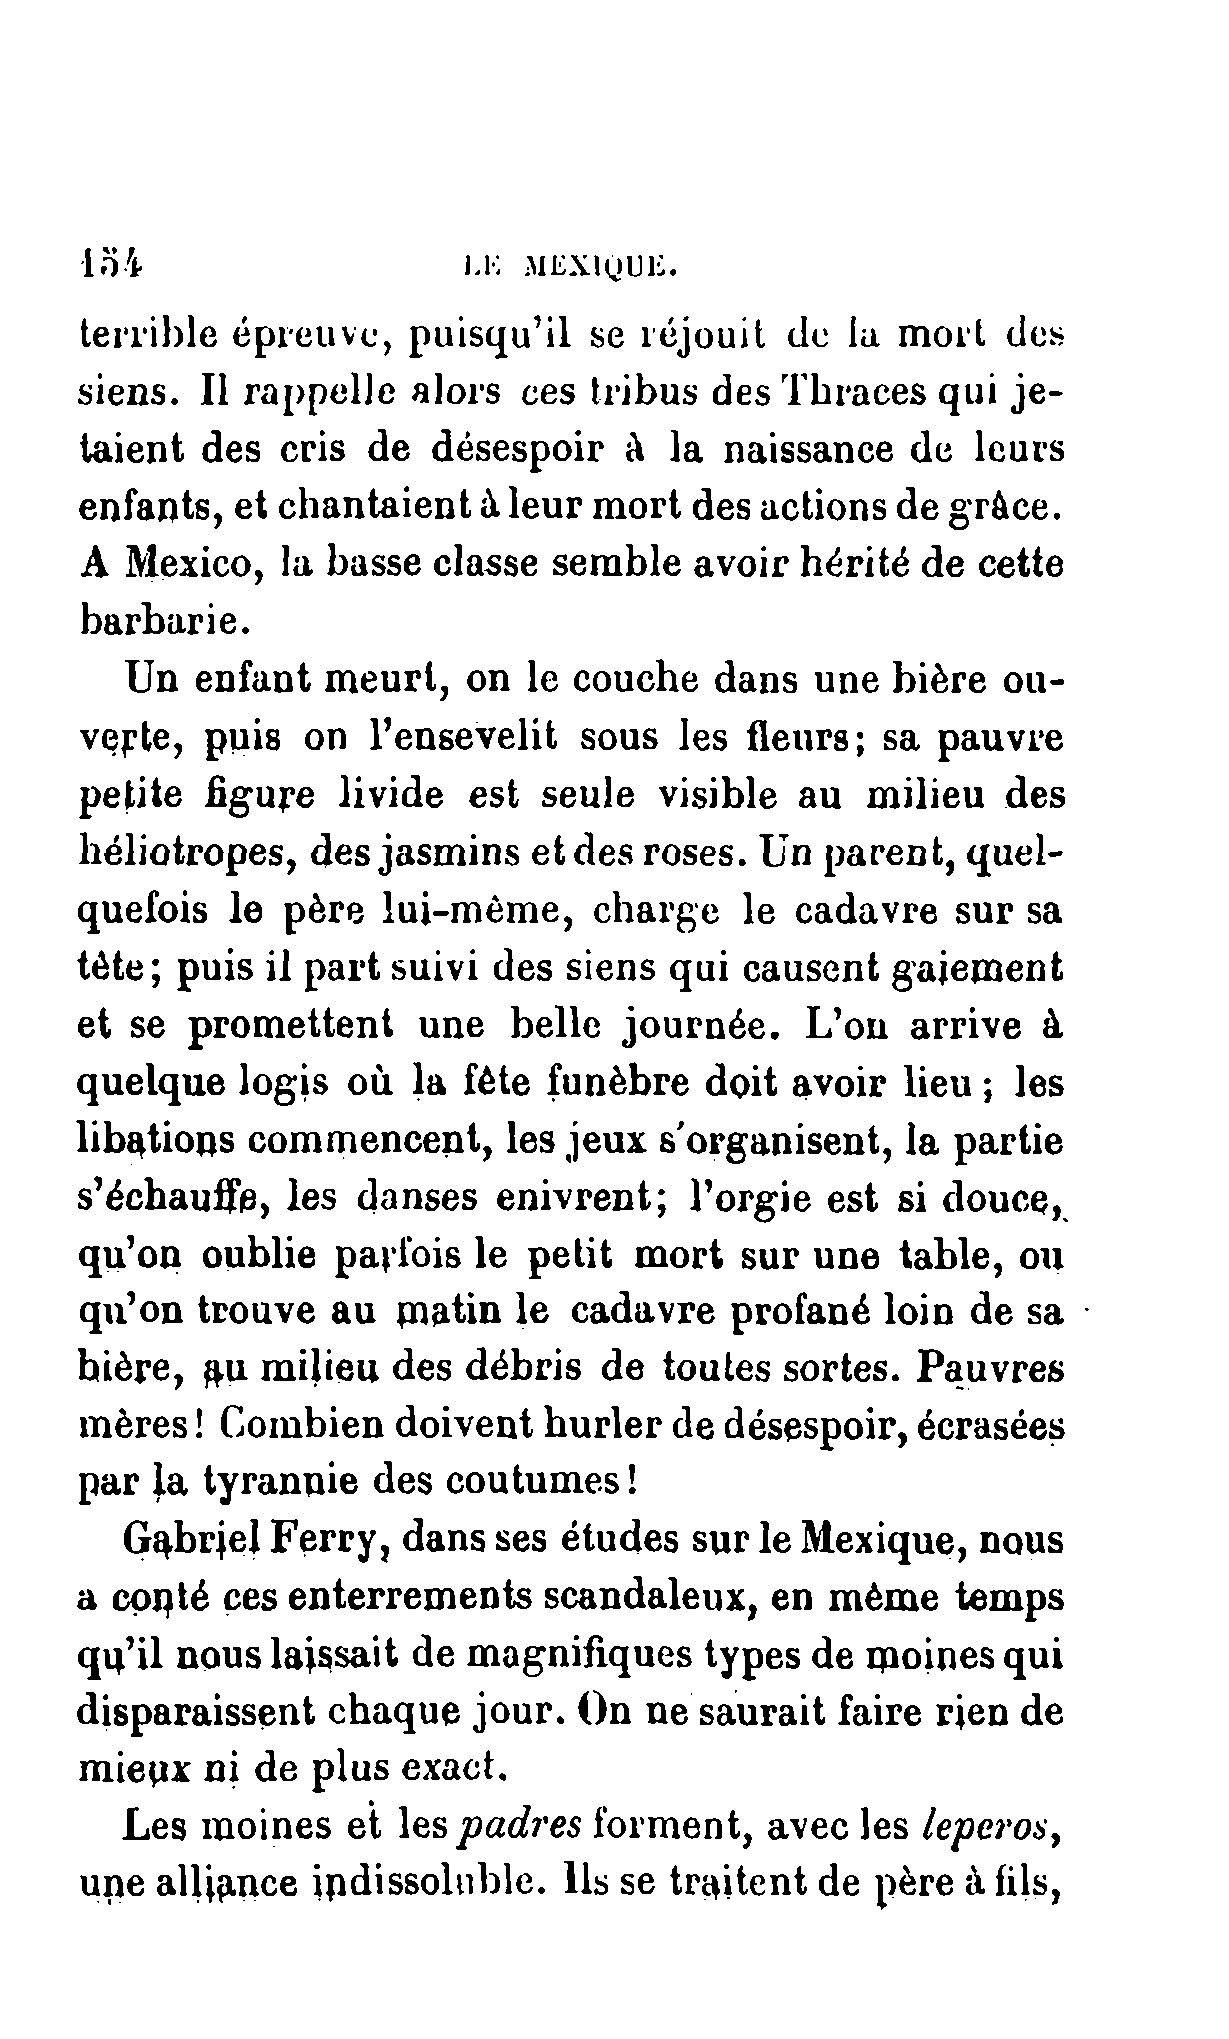 154 LE MEXIQUE.
terrible épreuve, puisqu'il se réjouit de la mort des
siens. Il rappelle alors ces tribus des Thraces qui je-
taient des cris de désespoir à la naissance de leurs
enfants, et chantaient à leur mort des actions de grâce.
A Mexico, la basse classe semble avoir hérité de cette
barbarie.
Un enfant meurt, on le couche dans une bière ou-
verte, puis on l'ensevelit sous les fleurs; sa pauvre
petite figure livide est seule visible au milieu des
héliotropes, des jasmins et des roses. Un parent, quel-
quefois le père lui-même, charge le cadavre sur sa
tête; puis il part suivi des siens qui causent gaiement
et se promettent une belle journée. L'on arrive à
quelque logis où la fête funèbre doit avoir lieu; les
libations commencent, les jeux s'organisent, la partie
s'échauffe, les danses enivrent; l'orgie est si douce,
qu'on oublie parfois le petit mort sur une table, ou
qu'on trouve au matin le cadavre profané loin de sa
bière, au milieu des débris de toutes sortes. Pauvres
mères! Combien doivent hurler de désespoir, écrasées
par la tyrannie des coutumes!
Gabriel Ferry, dans ses études sur le Mexique, nous
a conté ces enterrements scandaleux, en même temps
qu'il nous laissait de magnifiques types de moines qui
disparaissent chaque jour. On ne saurait faire rien de
mieux ni de plus exact.
Les moines et les padres forment, avec les leperos,
une alliance indissoluble. Ils se traitent de père à fils,